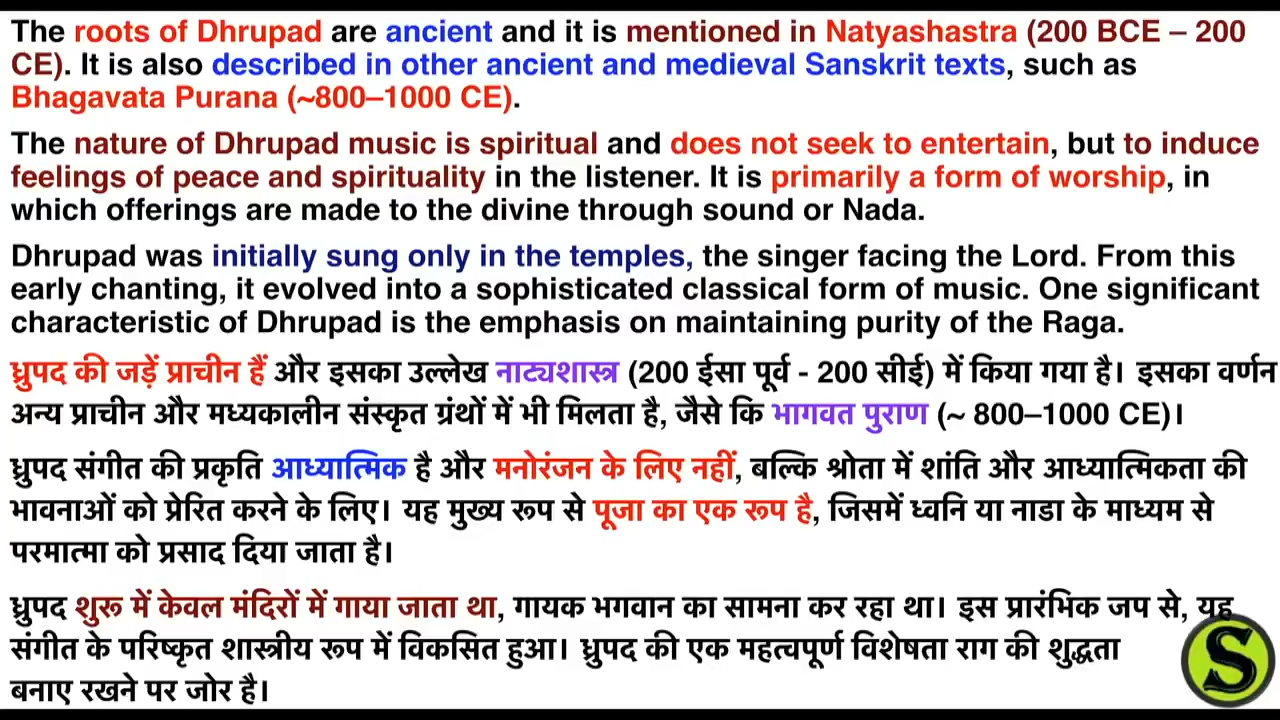 The roots of Dhrupad are ancient and it is mentioned in Natyashastra (200 BCE – 200
CE). It is also described in other ancient and medieval Sanskrit texts, such as
Bhagavata Purana (~800–1000 CE).
The nature of Dhrupad music is spiritual and does not seek to entertain, but to induce
feelings of peace and spirituality in the listener. It is primarily a form of worship, in
which offerings are made to the divine through sound or Nada.
Dhrupad was initially sung only in the temples, the singer facing the Lord. From this
early chanting, it evolved into a sophisticated classical form of music. One significant
characteristic of Dhrupad is the emphasis on maintaining purity of the Raga.
ध्रुपद की जड़ें प्राचीन हैं और इसका उल्लेख नाट्यशास्त्र (200 ईसा पूर्व - 200 सीई) में किया गया है। इसका वर्णन
अन्य प्राचीन और मध्यकालीन संस्कृत ग्रंथों में भी मिलता है, जैसे कि भागवत पुराण (~ 800–1000 CE)।
ध्रुपद संगीत की प्रकृति आध्यात्मिक है और मनोरंजन के लिए नहीं, बल्कि श्रोता में शांति और आध्यात्मिकता की
भावनाओं को प्रेरित करने के लिए। यह मुख्य रूप से पूजा का एक रूप है, जिसमें ध्वनि या नाडा के माध्यम से
परमात्मा को प्रसाद दिया जाता है।
ध्रुपद शुरू में केवल मंदिरों में गाया जाता था, गायक भगवान का सामना कर रहा था। इस प्रारंभिक जप से, यह
संगीत के परिष्कृत शास्त्रीय रूप में विकसित हुआ। ध्रुपद की एक महत्वपूर्ण विशेषता राग की शुद्धता
बनाए रखने पर जोर है।
S